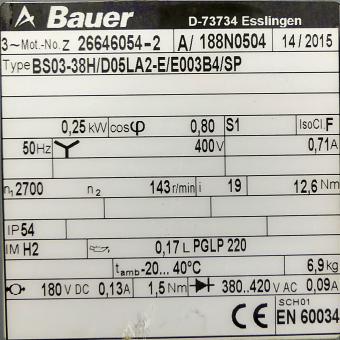 Bauer D-73734 Esslingen
3~ Mot.-No. Z 26646054-2 A/ 188N0504 14/2015
Type BS03-38H/D05LA2-E/E003B4/SP
0,25 kW cosφ 0,80 S1 IsoCl. F
50Hz 400 V 0,71A
n1 2700 n2 143 r/min i 19 12,6 Nm
IP 54
IM H2 0,17 L PGLP 220
tamb -20... 40°C 6,9 kg
180 V DC 0,13A 1,5 Nm 380..420 V AC 0,09A
SCH01
CE EN 60034